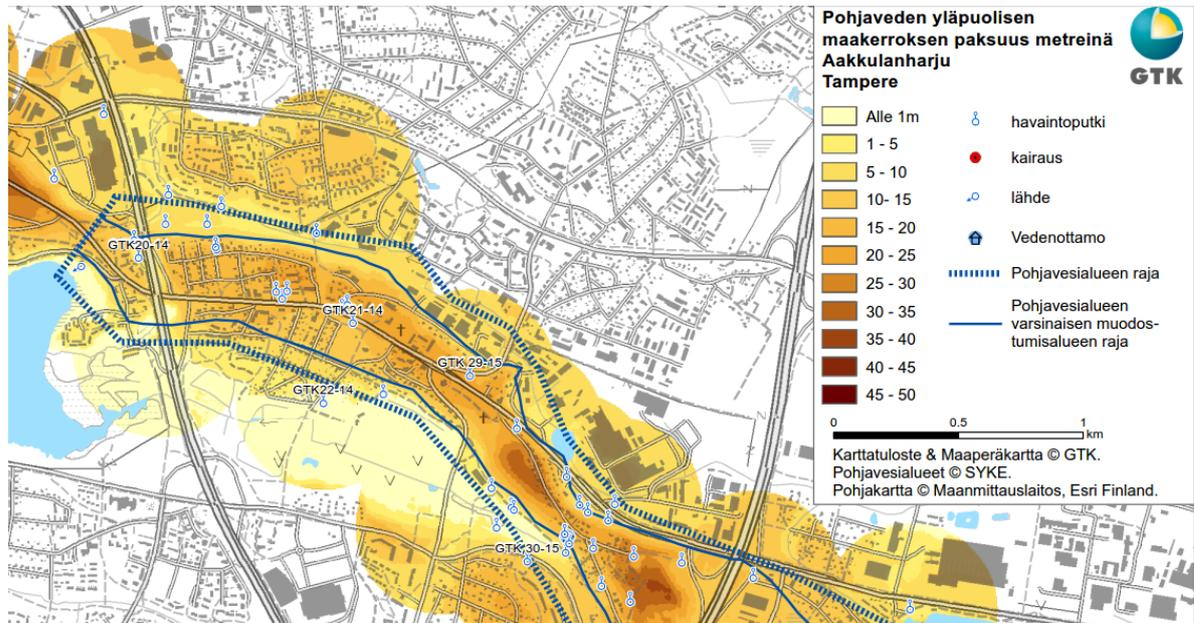 Pohjaveden yläpuolisen
maakerroksen paksuus metreinä
Aakkulanharju
Tampere
GTK
Alle 1m
1 - 5
5 - 10
10- 15
15 - 20
20 - 25
25 - 30
30 - 35
35 - 40
40 - 45
45 - 50
havaintoputki
kairaus
lähde
Vedenottamo
Pohjavesialueen raja
Pohjavesialueen
varsinaisen muodos-
tumisalueen raja
0 0.5 1
km
Karttatuloste & Maaperäkartta © GTK.
Pohjavesialueet © SYKE.
Pohjakartta © Maanmittauslaitos, Esri Finland.
GTK20-14
GTK21-14
GTK 29-15
GTK22-14
GTK 30-15